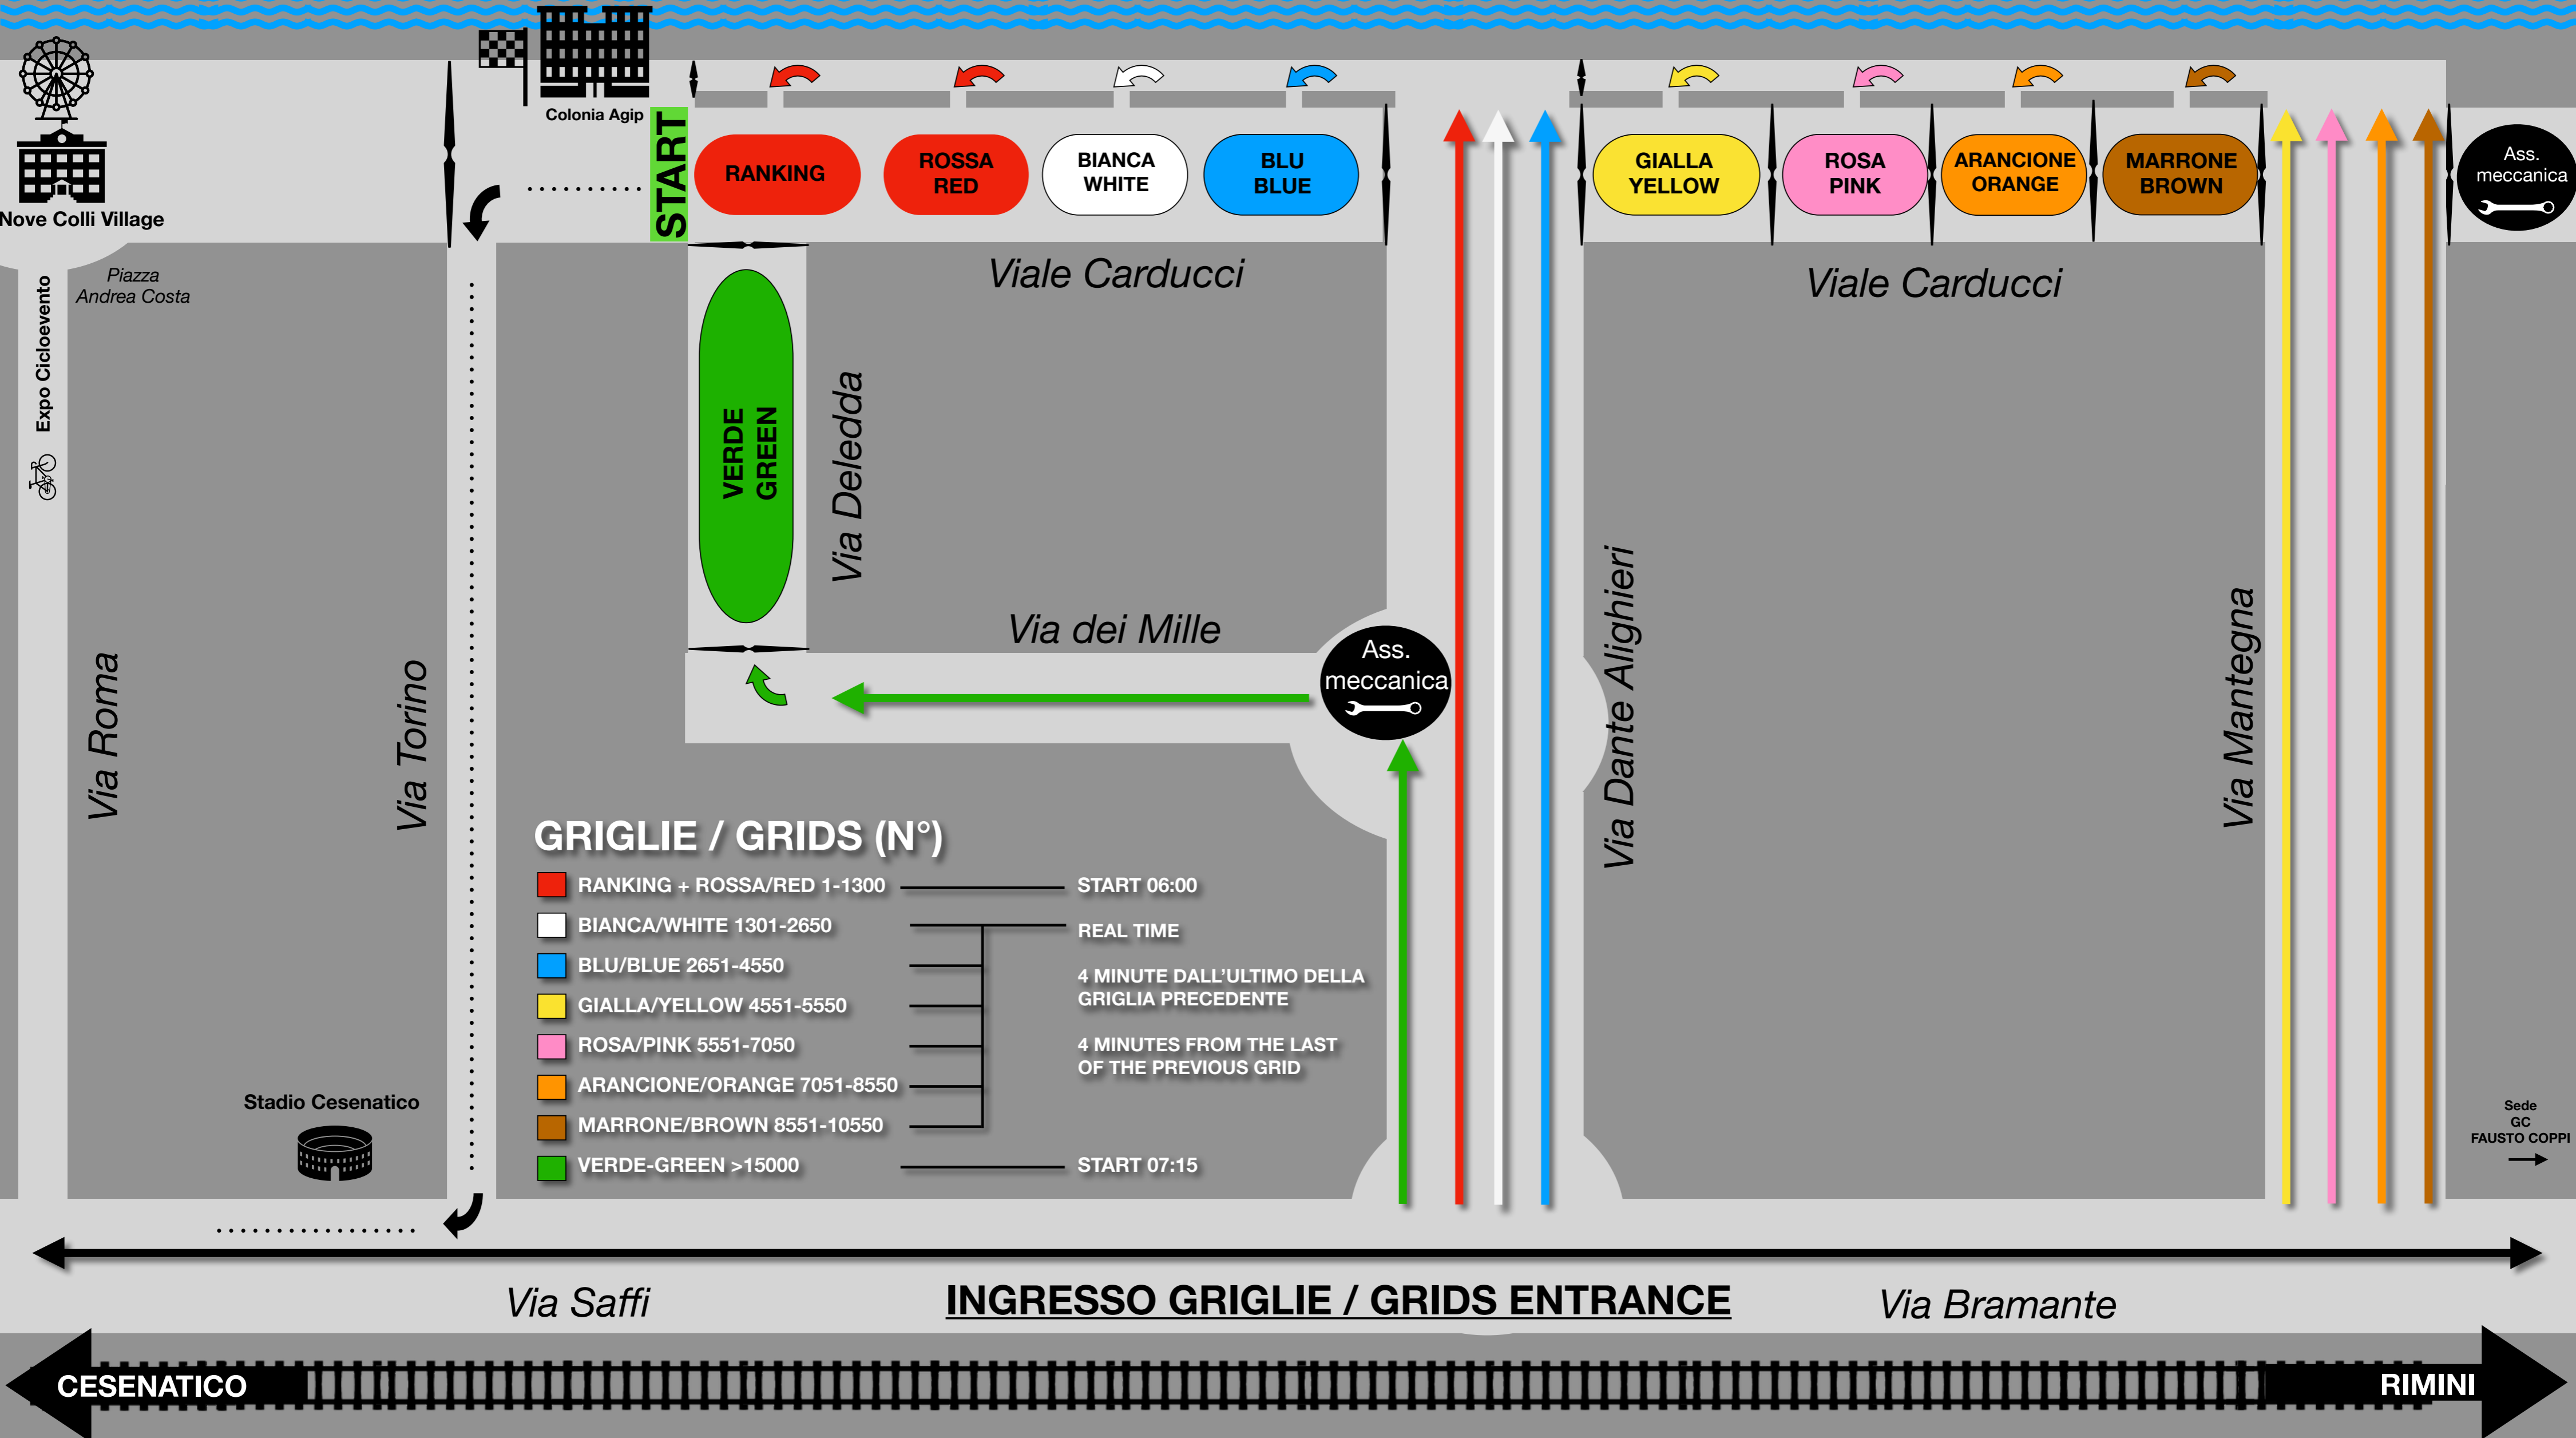 Colonia Agip
START
RANKING
ROSSA
RED
BIANCA
WHITE
BLU
BLUE
GIALLA
YELLOW
ROSA
PINK
ARANCIONE
ORANGE
MARRONE
BROWN
Ass.
meccanica
Nove Colli Village
Piazza
Andrea Costa
Expo Cicloevento
Viale Carducci
Viale Carducci
VERDE
GREEN
Via Deledda
Via dei Mille
Ass.
meccanica
Via Dante Alighieri
Via Mantegna
Via Roma
Via Torino
GRIGLIE / GRIDS (N°)
RANKING + ROSSA/RED 1-1300
START 06:00
BIANCA/WHITE 1301-2650
REAL TIME
BLU/BLUE 2651-4550
4 MINUTE DALL'ULTIMO DELLA
GRIGLIA PRECEDENTE
GIALLA/YELLOW 4551-5550
ROSA/PINK 5551-7050
4 MINUTES FROM THE LAST
OF THE PREVIOUS GRID
ARANCIONE/ORANGE 7051-8550
MARRONE/BROWN 8551-10550
VERDE-GREEN >15000
START 07:15
Stadio Cesenatico
Sede
GC
FAUSTO COPPI
Via Saffi
INGRESSO GRIGLIE / GRIDS ENTRANCE
Via Bramante
CESENATICO
RIMINI